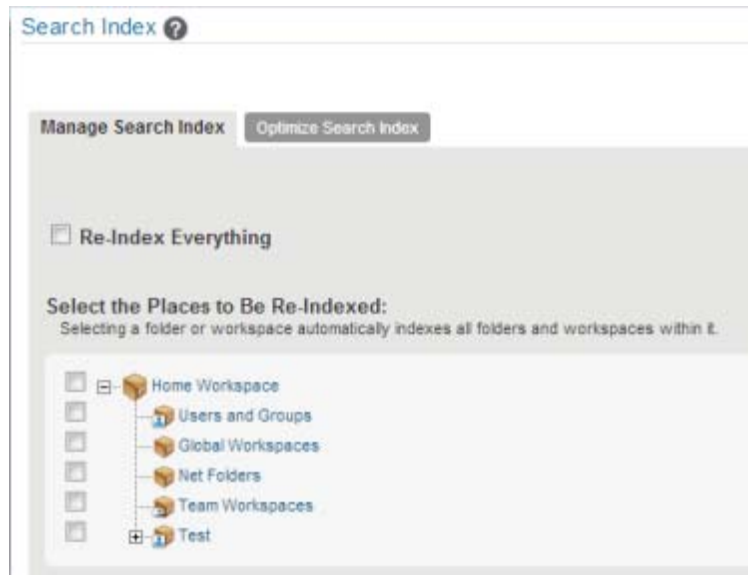 Search Index ?
Manage Search Index Optimize Search Index
Re-Index Everything
Select the Places to Be Re-Indexed:
Selecting a folder or workspace automatically indexes all folders and workspaces within it.
Home Workspace
Users and Groups
Global Workspaces
Net Folders
Team Workspaces
Test